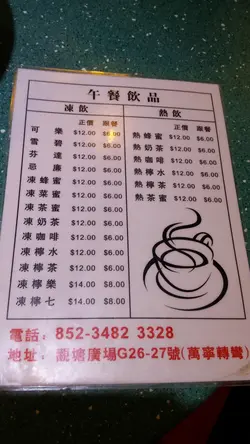 午餐飲品
凍飲 熱飲
正價 跟餐 正價 跟餐
可樂 $12.00 $6.00
雪碧 $12.00 $6.00
芬達 $12.00 $6.00
忌廉 $12.00 $6.00
凍蜂蜜 $12.00 $6.00
凍菜蜜 $12.00 $6.00
凍茶蜜 $12.00 $6.00
凍奶茶 $12.00 $6.00
凍咖啡 $12.00 $6.00
凍檸水 $12.00 $6.00
凍檸茶 $12.00 $6.00
凍檸樂 $14.00 $8.00
凍檸七 $14.00 $8.00
熱蜂蜜 $12.00 $6.00
熱奶茶 $12.00 $6.00
熱咖啡 $12.00 $6.00
熱檸水 $12.00 $6.00
熱檸茶 $12.00 $6.00
熱茶蜜 $12.00 $6.00
電話：852-3482 3328
地址：觀塘廣場G26-27號(萬寧轉彎)